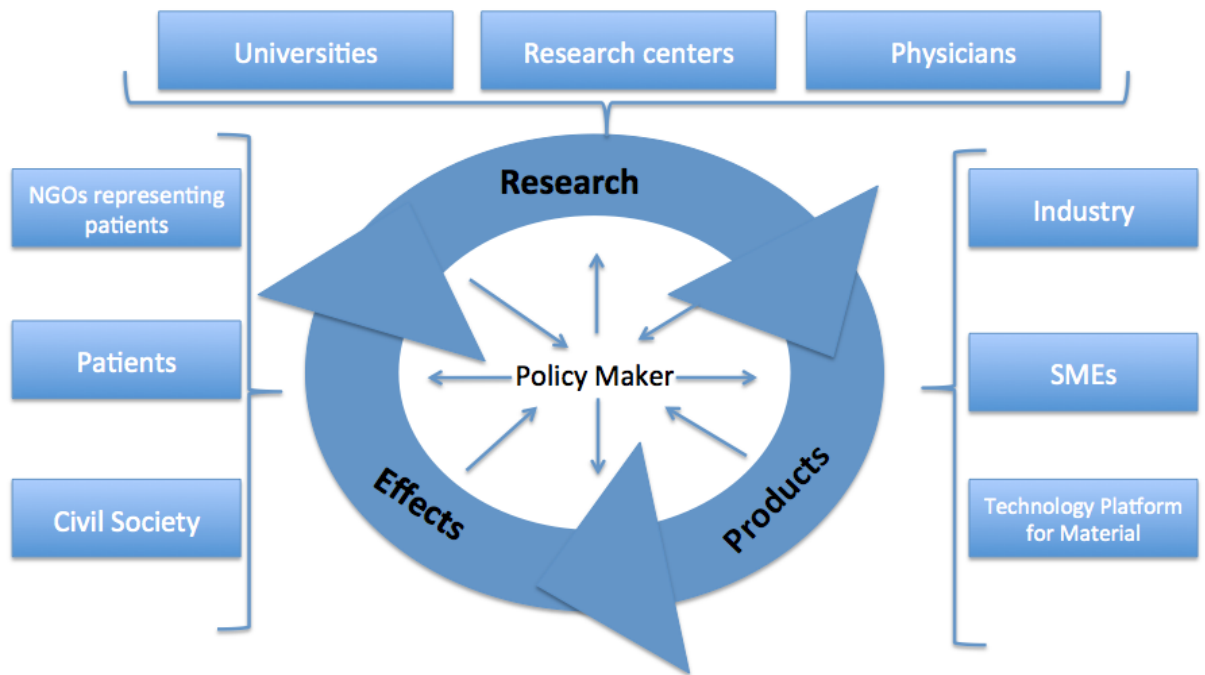 Universities
Research centers
Physicians
Research
NGOs representing
patients
Industry
Patients
Policy Maker
SMEs
Effects
Products
Civil Society
Technology Platform
for Material